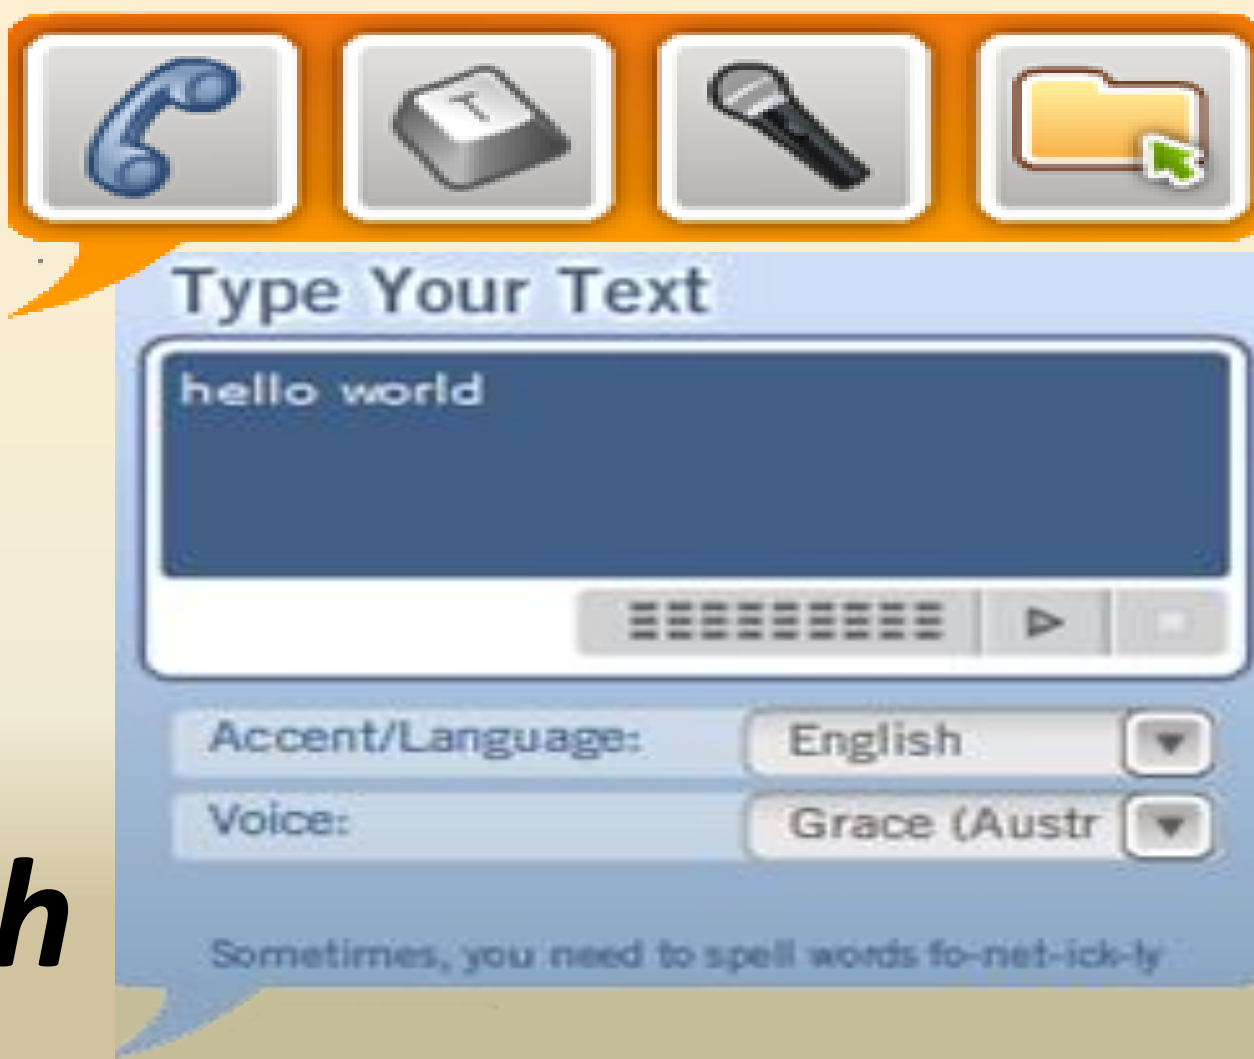 T
Type Your Text
hello world
Accent/Language: English
Voice: Grace (Austr
h
Sometimes, you need to spell words fo-net-ick-ly